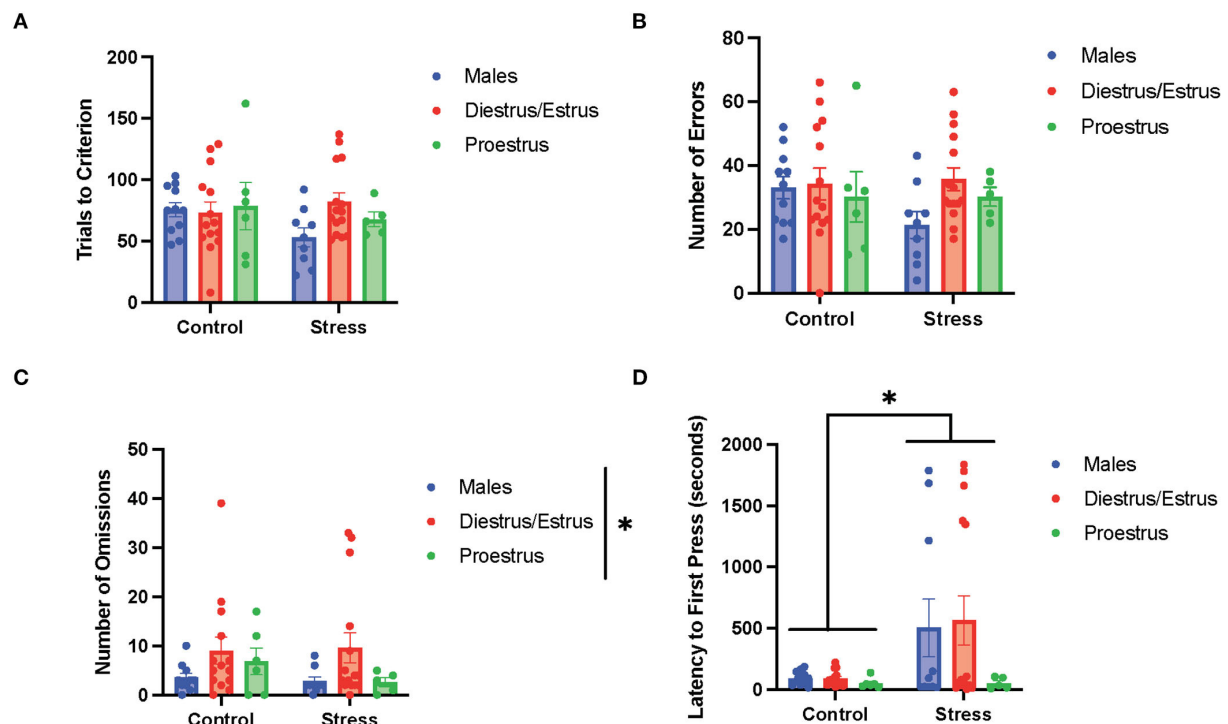 A
Trials to Criterion
200
150
100
50
0
Control
Stress
Males
Diestrus/Estrus
Proestrus
B
Number of Errors
80
60
40
20
0
Control
Stress
Males
Diestrus/Estrus
Proestrus
C
Number of Omissions
50
40
30
20
10
0
Control
Stress
Males
Diestrus/Estrus
Proestrus
*
D
Latency to First Press (seconds)
2000
1500
1000
500
0
*
Control
Stress
Males
Diestrus/Estrus
Proestrus